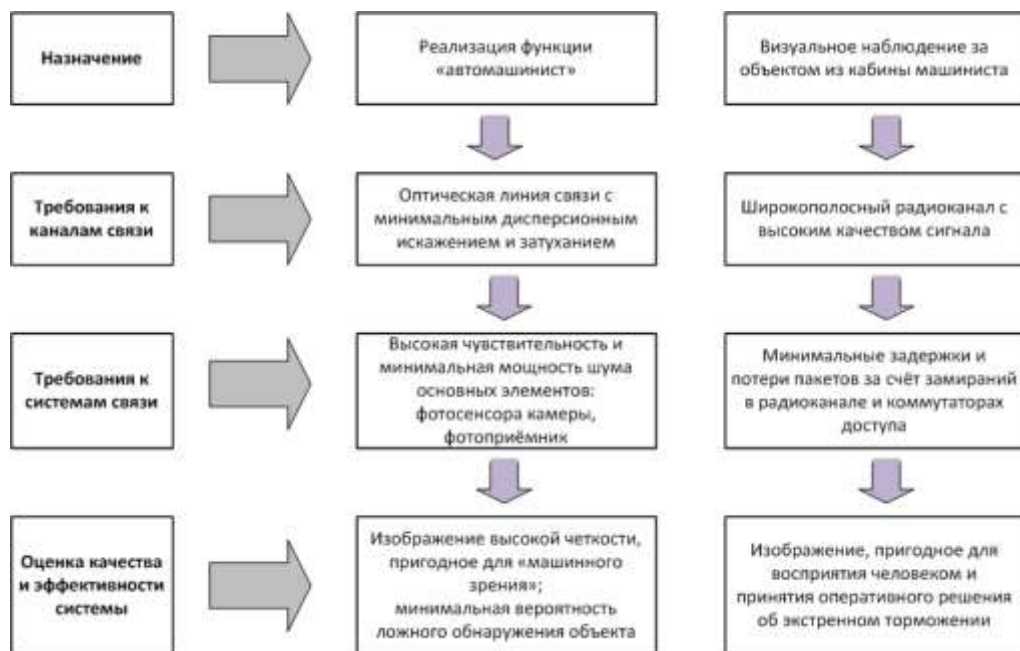 Назначение
Реализация функции
«автомашинист»
Визуальное наблюдение за
объектом из кабины машиниста
Требования к
каналам связи
Оптическая линия связи с
минимальным дисперсионным
искажением и затуханием
Широкополосный радиоканал с
высоким качеством сигнала
Требования к
системам связи
Высокая чувствительность и
минимальная мощность шума
основных элементов:
фотосенсора камеры,
фотоприёмник
Минимальные задержки и
потери пакетов за счёт замираний
в радиоканале и коммутаторах
доступа
Оценка качества
и эффективности
системы
Изображение высокой четкости,
пригодное для «машинного
зрения»;
минимальная вероятность
ложного обнаружения объекта
Изображение, пригодное для
восприятия человеком и
принятия оперативного решения
об экстренном торможении